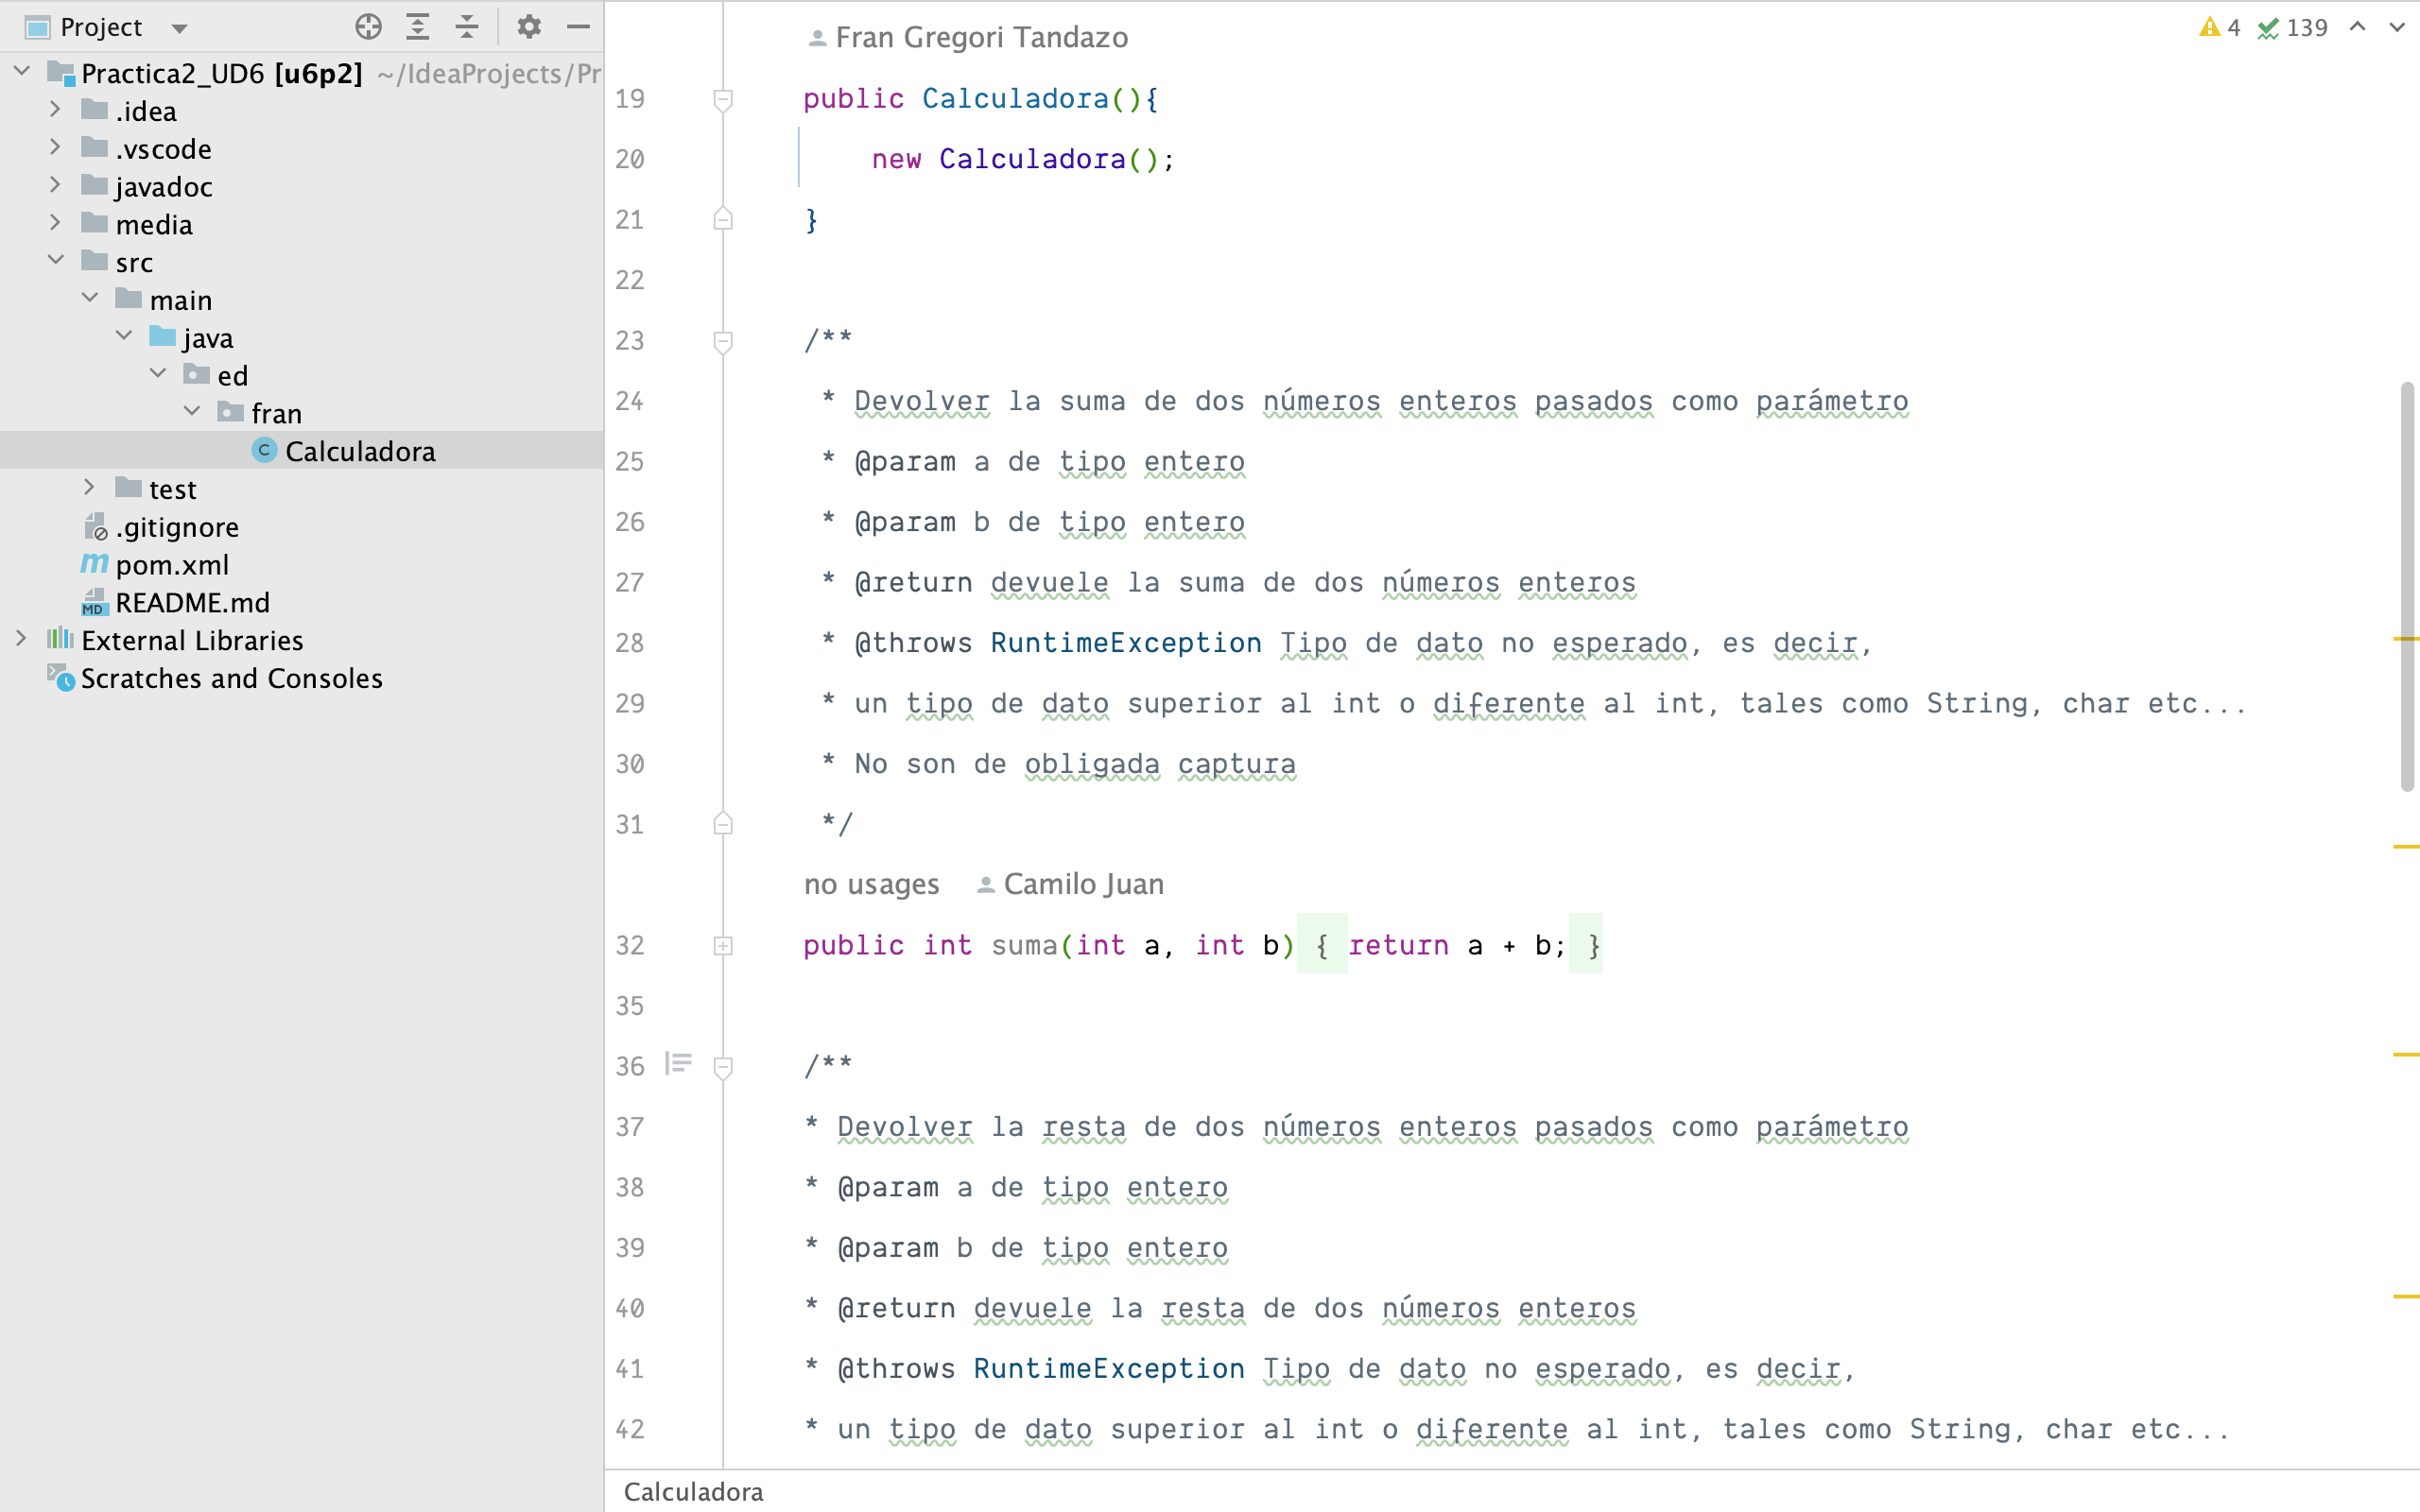 Project
Practica2_UD6 [u6p2] ~/IdeaProjects/Pr
.idea
.vscode
javadoc
media
src
main
java
ed
fran
C Calculadora
test
.gitignore
m pom.xml
MD README.md
External Libraries
Scratches and Consoles
4 139
Fran Gregori Tandazo
19 public Calculadora(){
20 new Calculadora();
21 }
22
23 /**
24 * Devolver la suma de dos números enteros pasados como parámetro
25 * @param a de tipo entero
26 * @param b de tipo entero
27 * @return devuele la suma de dos números enteros
28 * @throws RuntimeException Tipo de dato no esperado, es decir,
29 * un tipo de dato superior al int o diferente al int, tales como String, char etc...
30 * No son de obligada captura
31 */
no usages Camilo Juan
32 public int suma(int a, int b) { return a + b; }
35
36 /**
37 * Devolver la resta de dos números enteros pasados como parámetro
38 * @param a de tipo entero
39 * @param b de tipo entero
40 * @return devuele la resta de dos números enteros
41 * @throws RuntimeException Tipo de dato no esperado, es decir,
42 * un tipo de dato superior al int o diferente al int, tales como String, char etc...
Calculadora